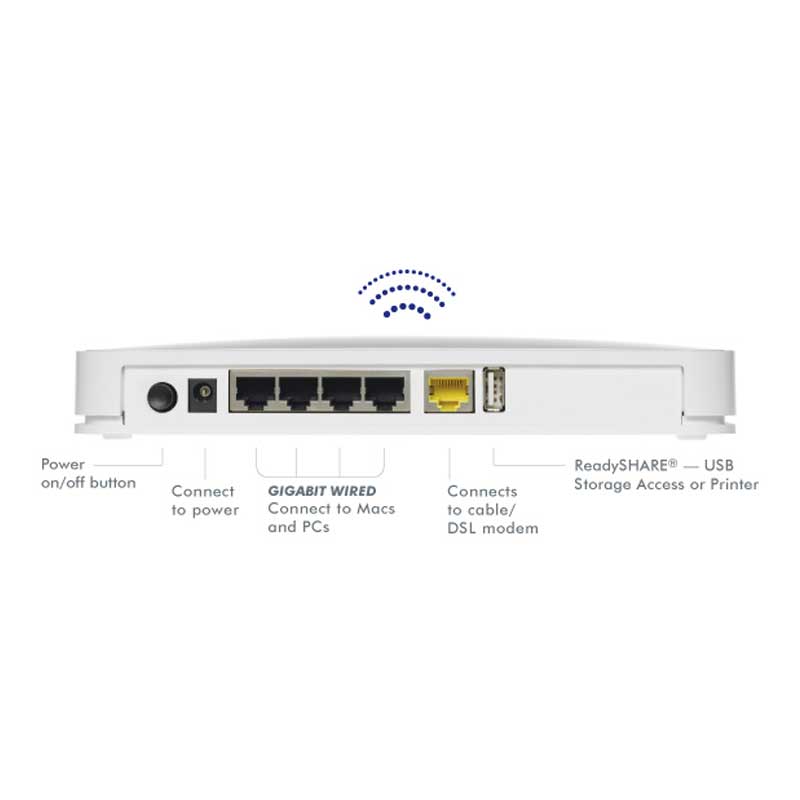 Power
on/off button
Connect
to power
GIGABIT WIRED
Connect to Macs
and PCs
Connects
to cable/
DSL modem
ReadySHARE® — USB
Storage Access or Printer